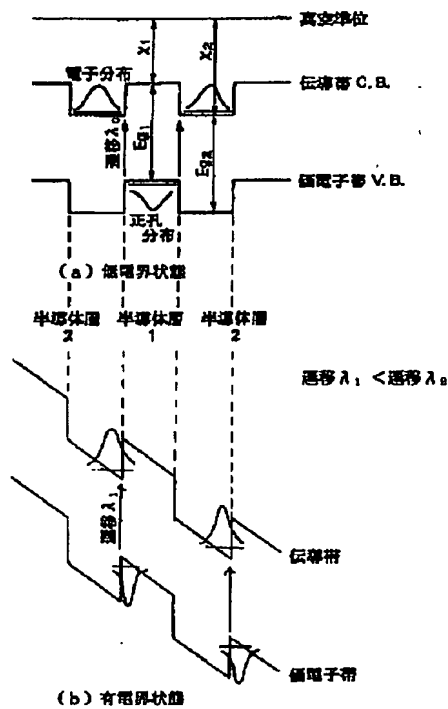 真空準位
χ1
χ2
電子分布
伝導帯 C.B.
遷移λ0
Eg1
Eg2
価電子帯 V.B.
正孔
分布
(a) 低電界状態
半導体層 半導体層 半導体層
2 1 2
遷移λ1 <遷移λ0
遷移λ1
伝導帯
価電子帯
(b) 有電界状態